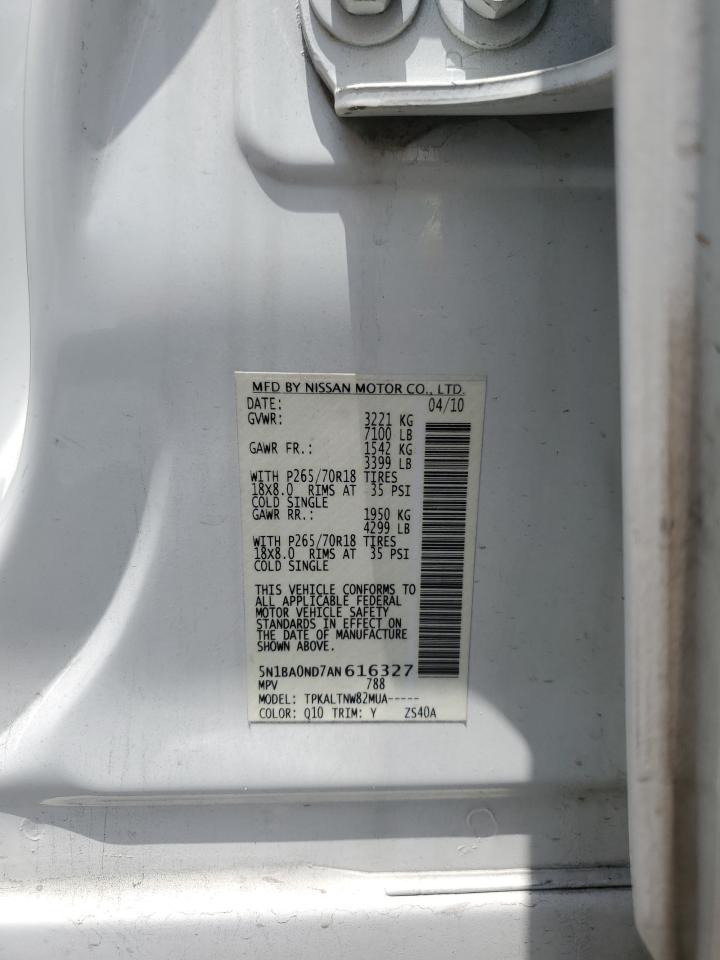 MFD BY NISSAN MOTOR CO., LTD.
DATE: 04/10
GVWR: 3221 KG
7100 LB
GAWR FR.: 1542 KG
3399 LB
WITH P265/70R18 TIRES
18X8.0 RIMS AT 35 PSI
COLD SINGLE
GAWR RR.: 1950 KG
4299 LB
WITH P265/70R18 TIRES
18X8.0 RIMS AT 35 PSI
COLD SINGLE
THIS VEHICLE CONFORMS TO
ALL APPLICABLE FEDERAL
MOTOR VEHICLE SAFETY
STANDARDS IN EFFECT ON
THE DATE OF MANUFACTURE
SHOWN ABOVE.
5N1BA0ND7AN616327
MPV 788
MODEL: TPKALTNW82MUA-----
COLOR: Q10 TRIM: Y ZS40A